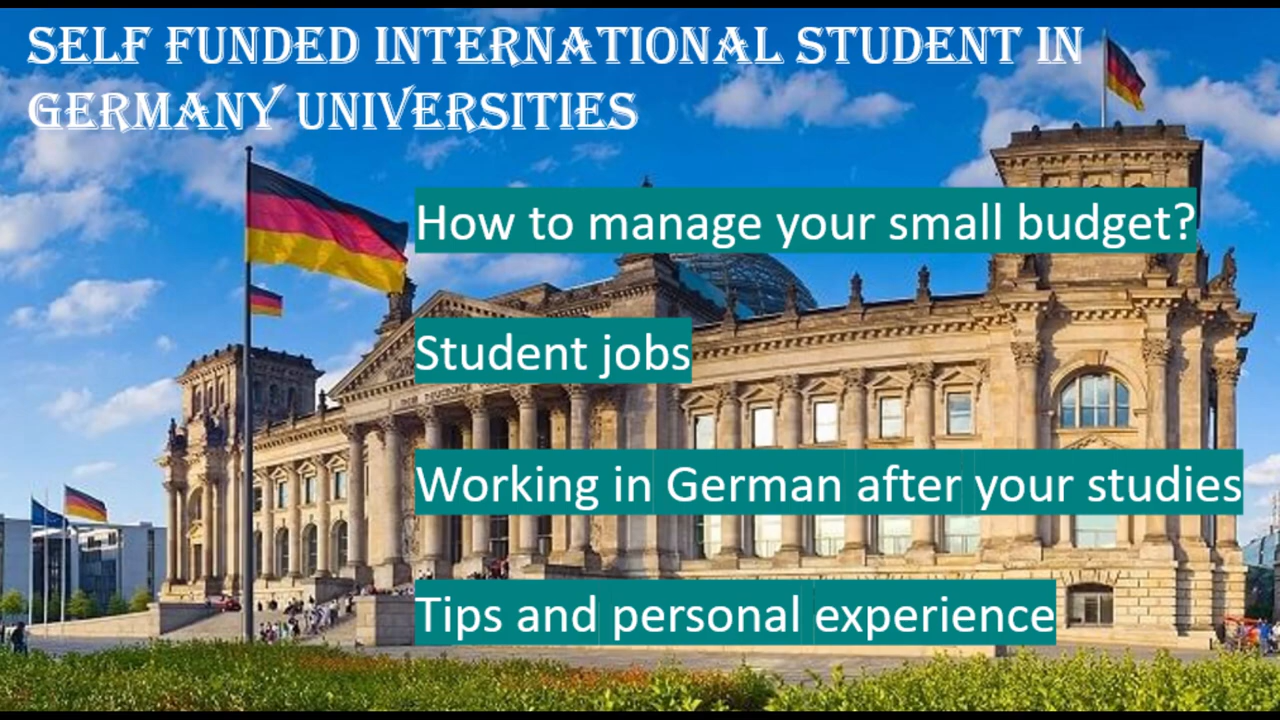 SELF FUNDED INTERNATIONAL STUDENT IN
GERMANY UNIVERSITIES
How to manage your small budget?
Student jobs
Working in German after your studies
Tips and personal experience